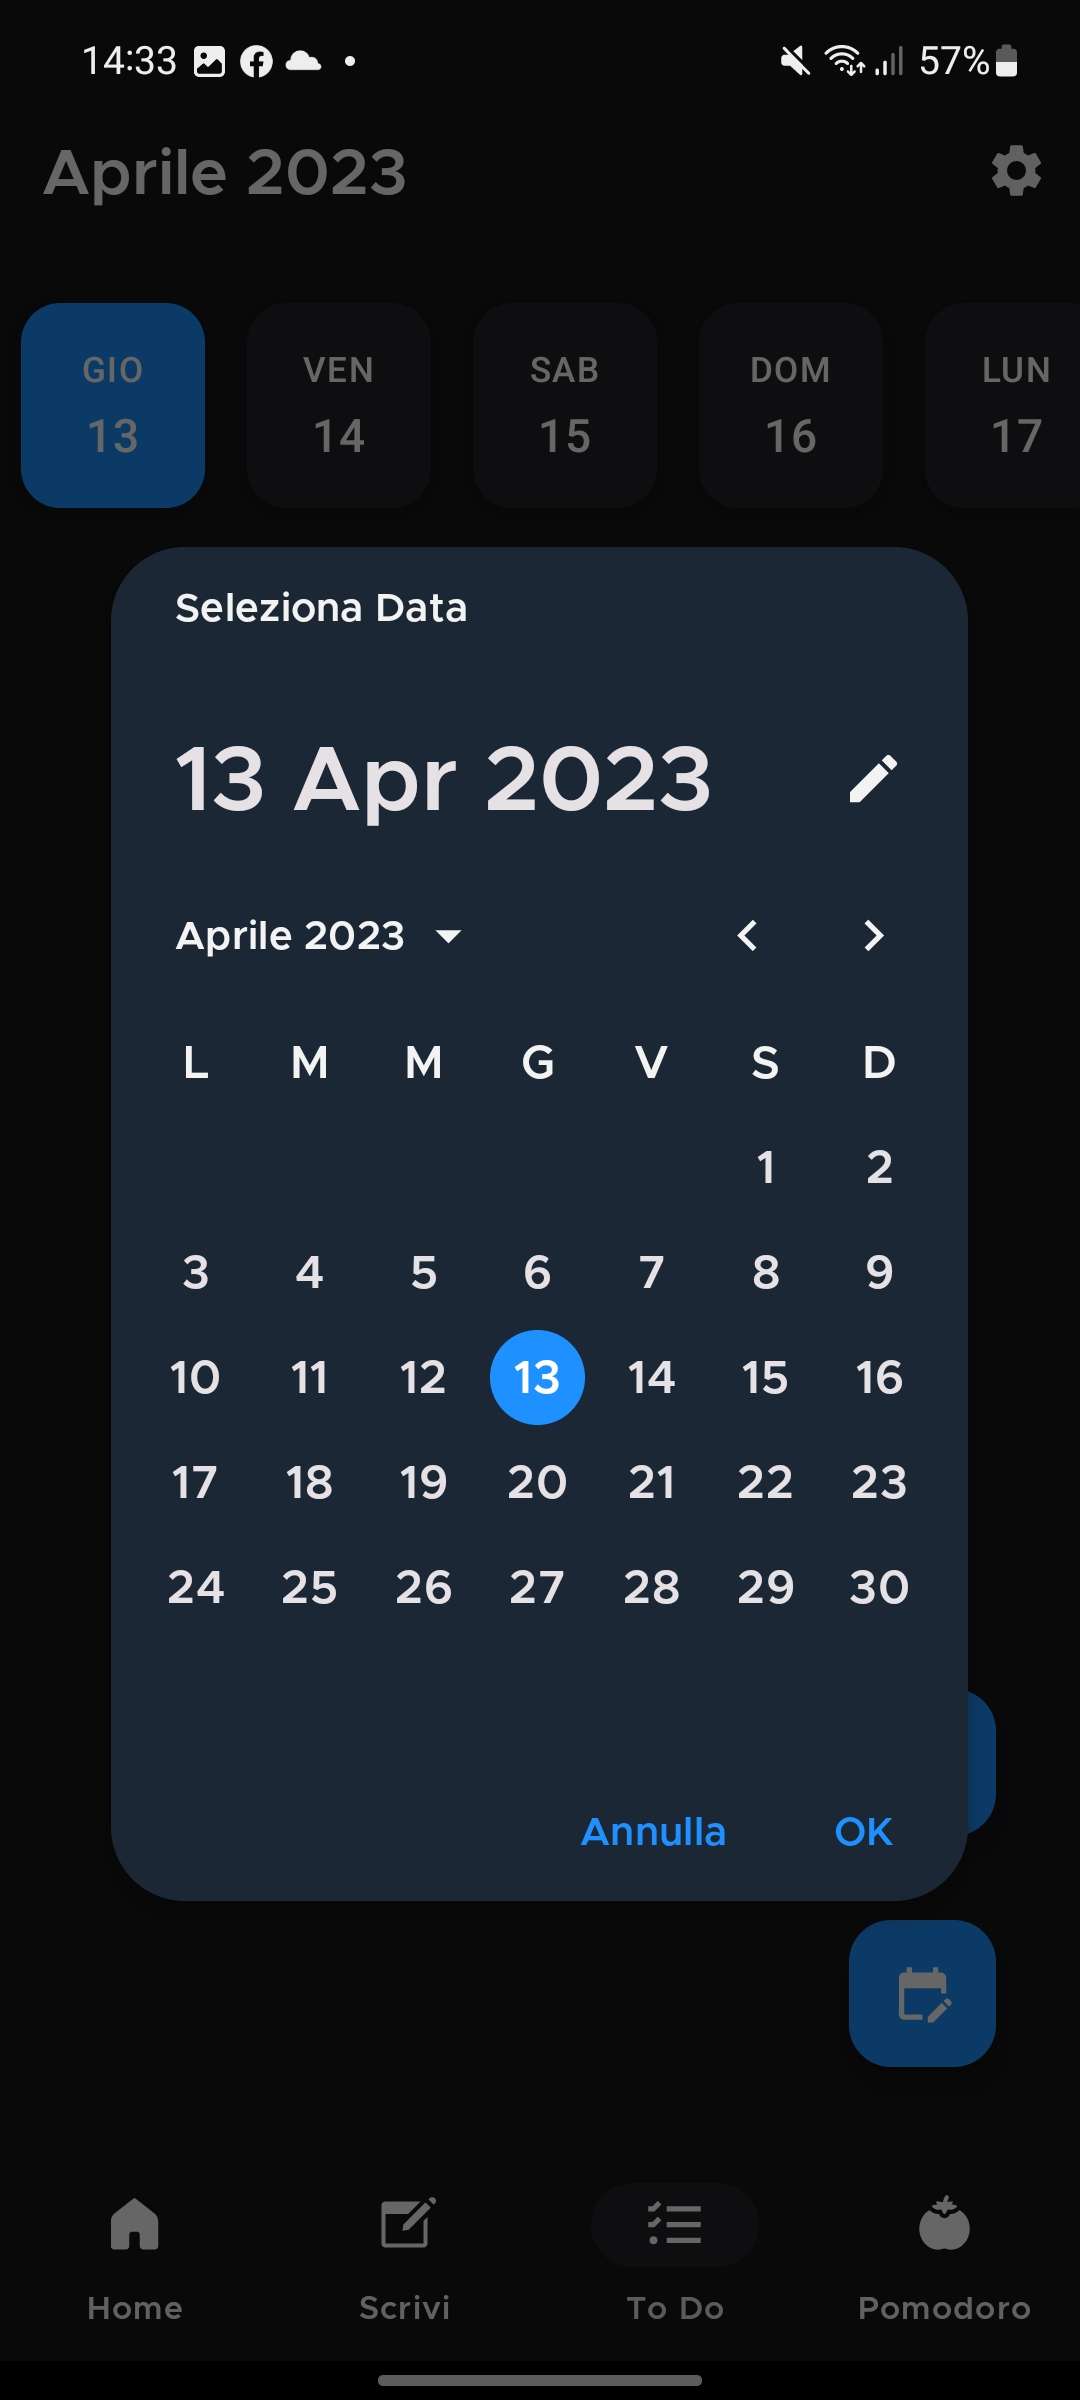 14:33 57%
Aprile 2023
GIO VEN SAB DOM LUN
13 14 15 16 17
Seleziona Data
13 Apr 2023
Aprile 2023
L M M G V S D
1 2
3 4 5 6 7 8 9
10 11 12 13 14 15 16
17 18 19 20 21 22 23
24 25 26 27 28 29 30
Annulla OK
Home Scrivi To Do Pomodoro